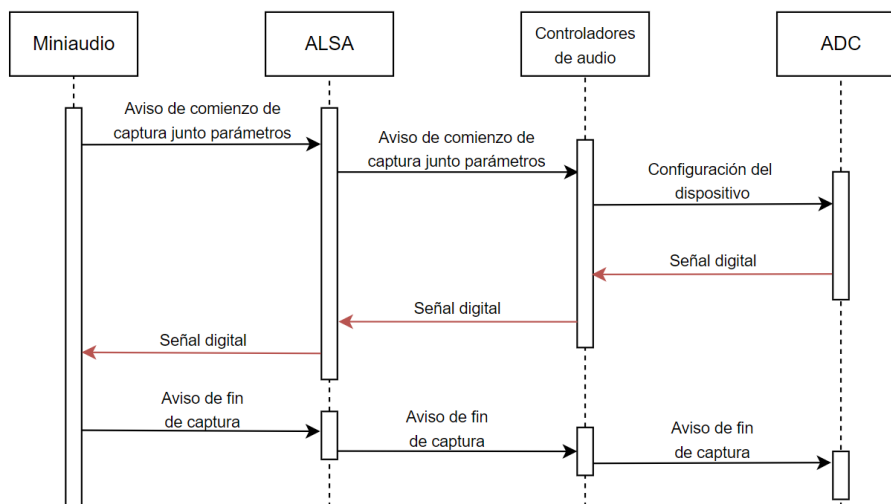 Miniaudio
ALSA
Controladores
de audio
ADC
Aviso de comienzo de
captura junto parámetros
Aviso de comienzo de
captura junto parámetros
Configuración del
dispositivo
Señal digital
Señal digital
Señal digital
Aviso de fin
de captura
Aviso de fin
de captura
Aviso de fin
de captura